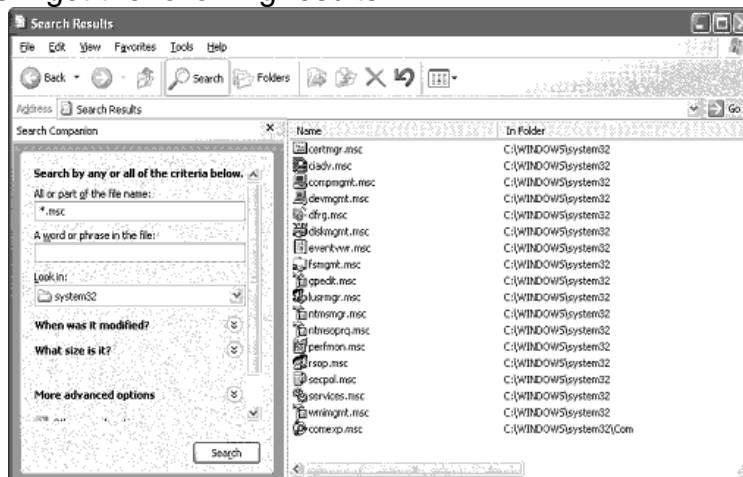 Search Results
File Edit View Favorites Tools Help
Back Search Folders
Address Search Results Go
Search Companion
Search by any or all of the criteria below.
All or part of the file name:
*.msc
A word or phrase in the file:
Look in:
system32
When was it modified?
What size is it?
More advanced options
Search
Name In Folder
certmgr.msc C:\WINDOWS\system32
ciadv.msc C:\WINDOWS\system32
compmgmt.msc C:\WINDOWS\system32
devmgmt.msc C:\WINDOWS\system32
dfrg.msc C:\WINDOWS\system32
diskmgmt.msc C:\WINDOWS\system32
eventvwr.msc C:\WINDOWS\system32
fsmgmt.msc C:\WINDOWS\system32
gpedit.msc C:\WINDOWS\system32
lusrmgr.msc C:\WINDOWS\system32
ntmsmgr.msc C:\WINDOWS\system32
ntmsoprq.msc C:\WINDOWS\system32
perfmon.msc C:\WINDOWS\system32
rsop.msc C:\WINDOWS\system32
secpol.msc C:\WINDOWS\system32
services.msc C:\WINDOWS\system32
wmimgmt.msc C:\WINDOWS\system32
comexp.msc C:\WINDOWS\system32\Com